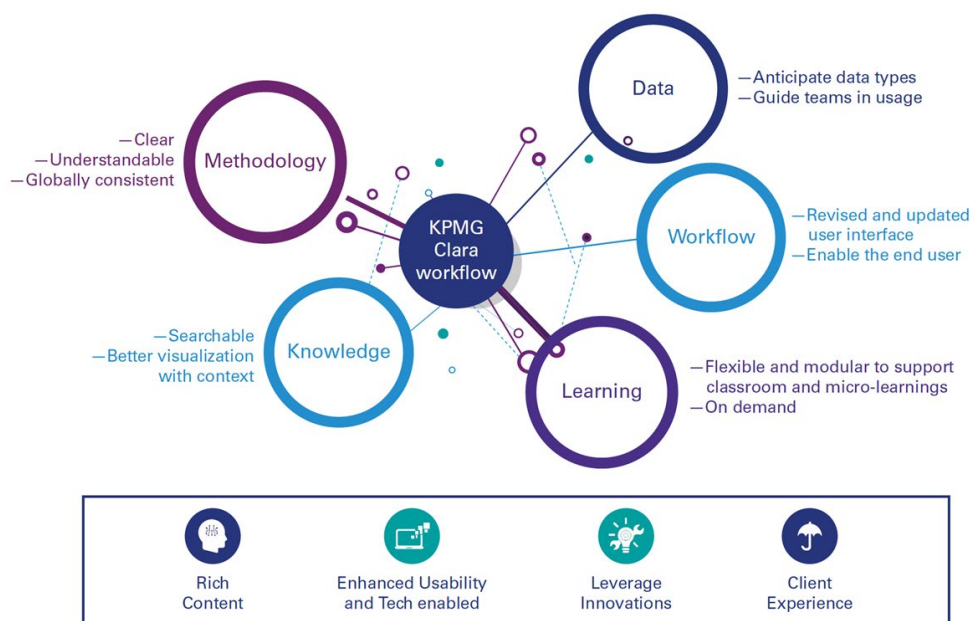 Data
—Anticipate data types
—Guide teams in usage
—Clear
—Understandable
—Globally consistent
Methodology
KPMG
Clara
workflow
Workflow
—Revised and updated
user interface
—Enable the end user
—Searchable
—Better visualization
with context
Knowledge
Learning
—Flexible and modular to support
classroom and micro-learnings
—On demand
Rich
Content
Enhanced Usability
and Tech enabled
Leverage
Innovations
Client
Experience